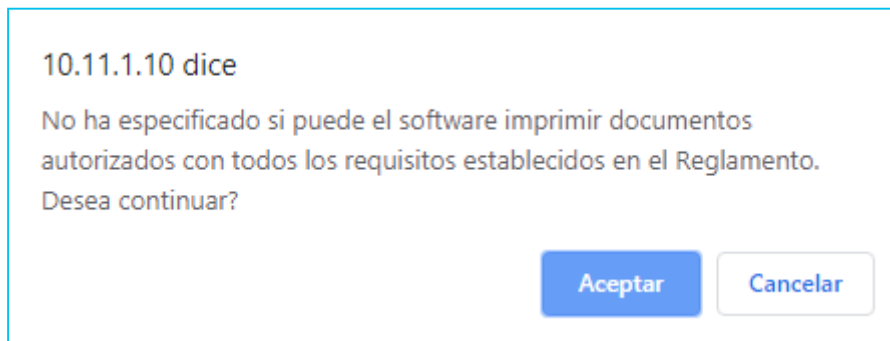 10.11.1.10 dice
No ha especificado si puede el software imprimir documentos
autorizados con todos los requisitos establecidos en el Reglamento.
Desea continuar?
Aceptar
Cancelar